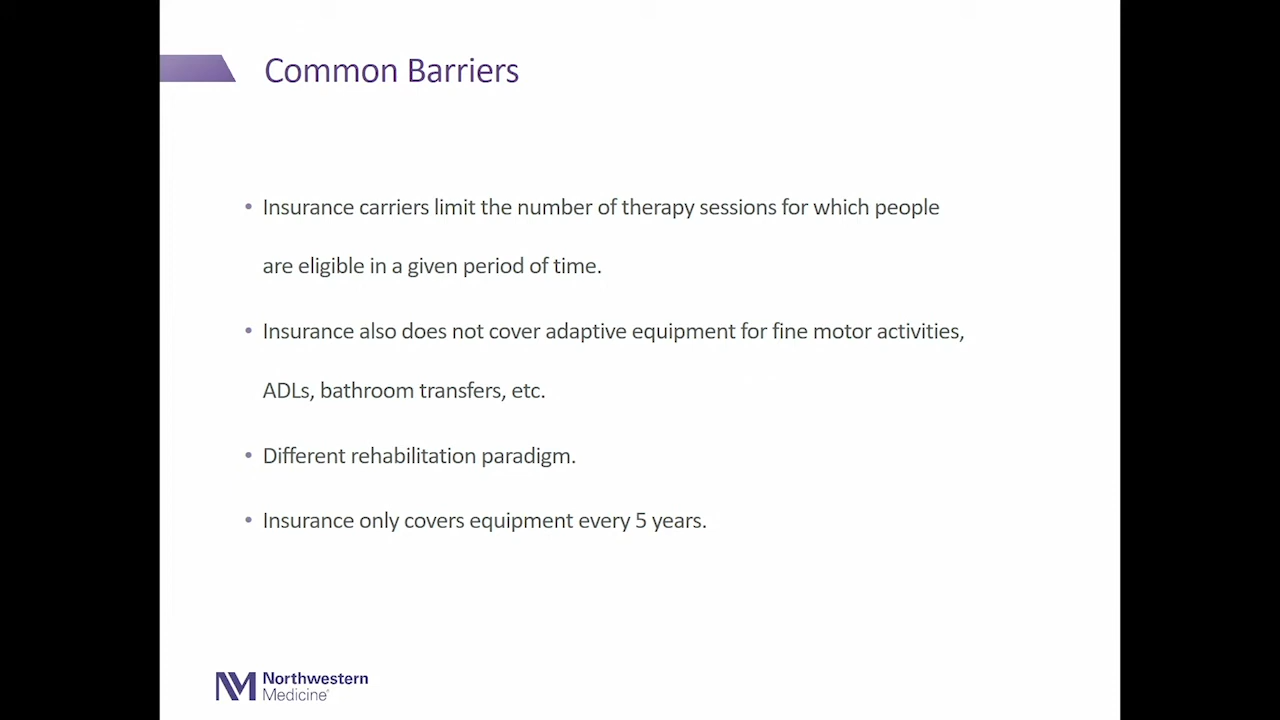 Common Barriers
• Insurance carriers limit the number of therapy sessions for which people
are eligible in a given period of time.
• Insurance also does not cover adaptive equipment for fine motor activities,
ADLs, bathroom transfers, etc.
• Different rehabilitation paradigm.
• Insurance only covers equipment every 5 years.
NM Northwestern
Medicine®